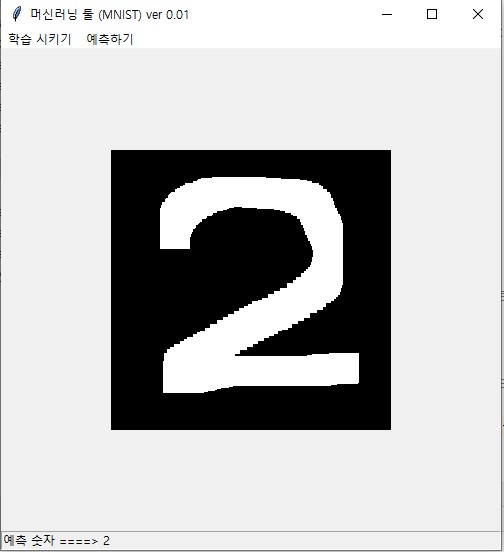 머신러닝 툴 (MNIST) ver 0.01
학습 시키기 예측하기
2
예측 숫자 ====> 2